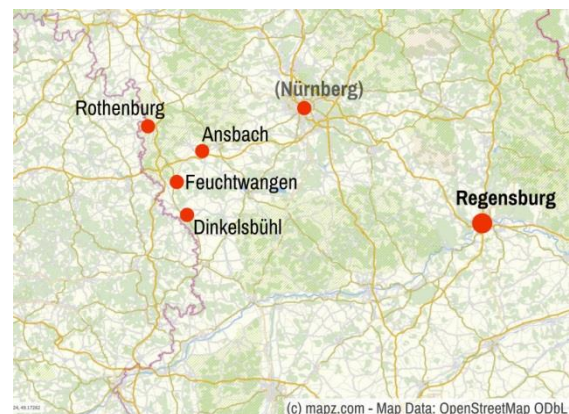 (Nürnberg)
Rothenburg
Ansbach
Feuchtwangen
Regensburg
Dinkelsbühl
(c) mapz.com - Map Data: OpenStreetMap ODbL